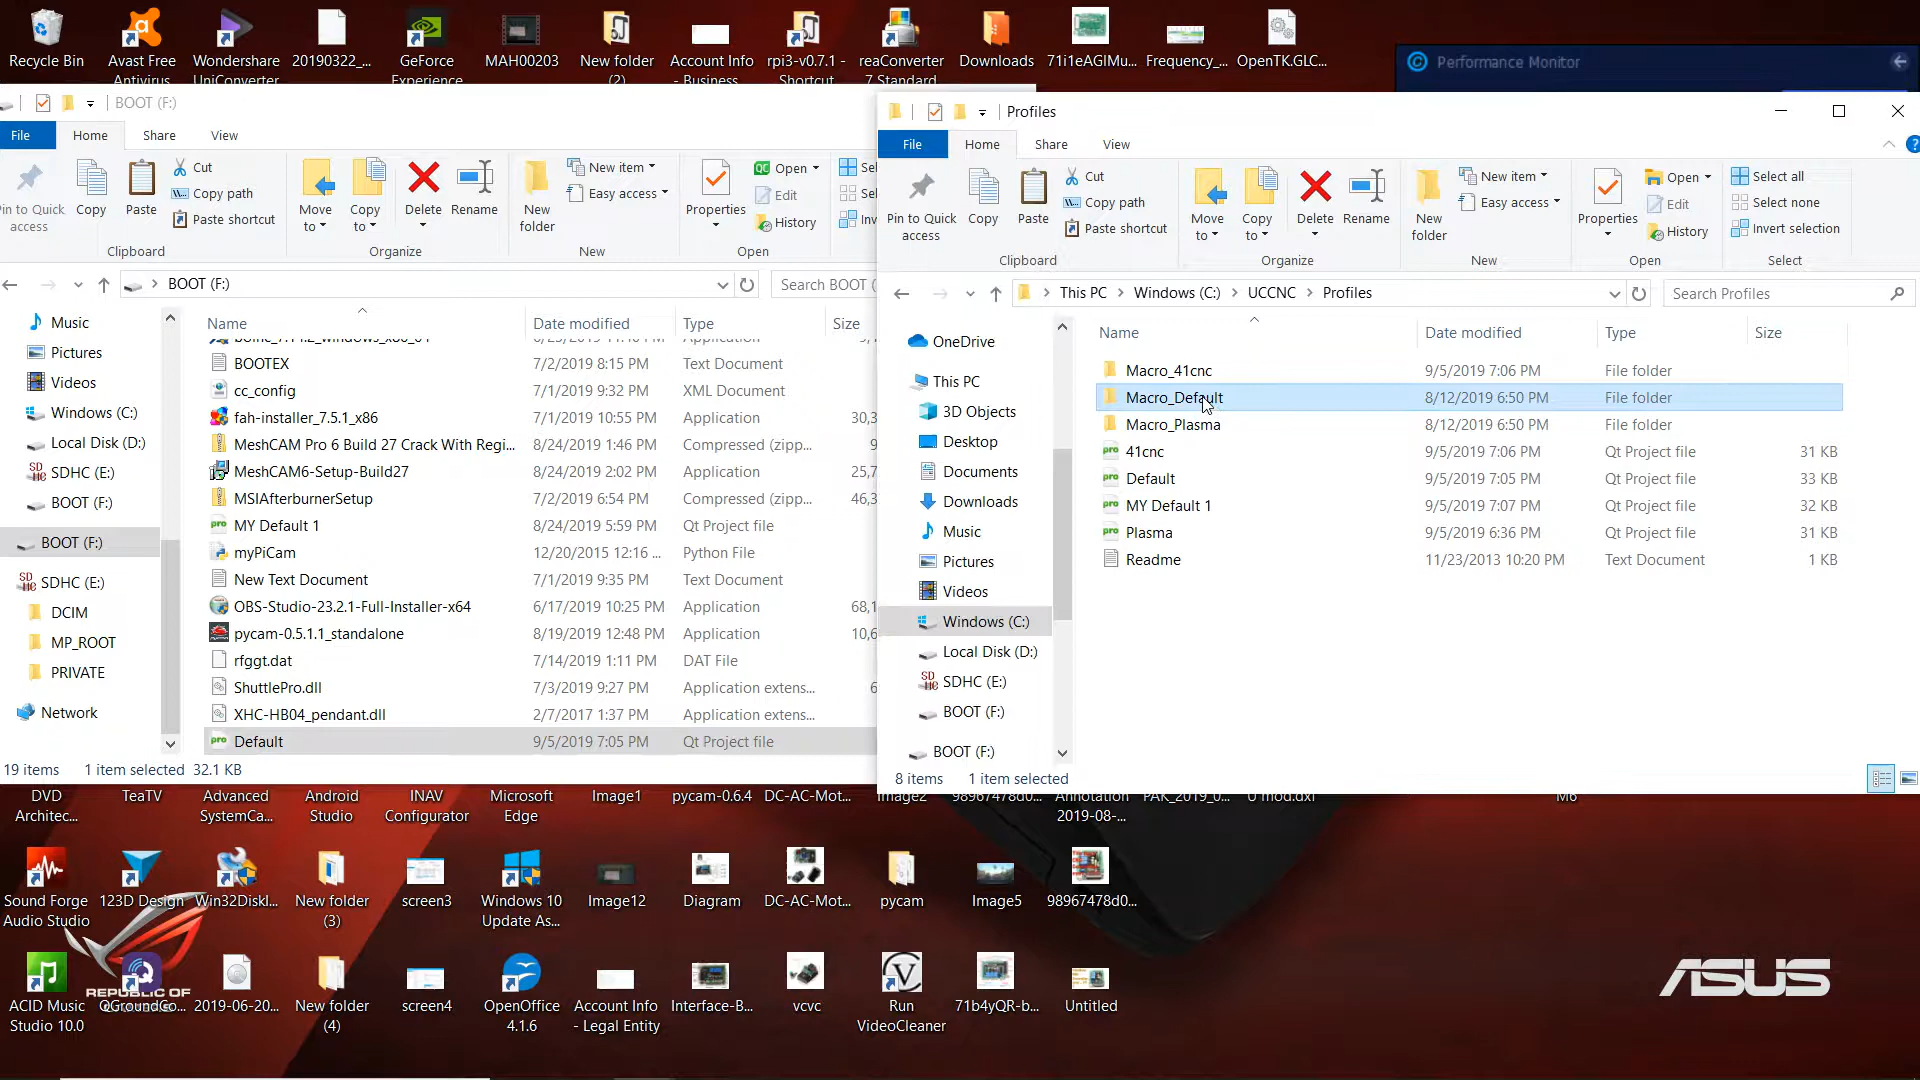 Recycle Bin
Avast Free
Antivirus
Wondershare
UniConverter
20190322_...
GeForce
Experience
MAH00203
New folder
(2)
Account Info
- Business
rpi3-v0.7.1 -
Shortcut
reaConverter
7 Standard
Downloads
71i1eAGIMu...
Frequency_...
OpenTK.GLC...
Performance Monitor
BOOT (F:)
File
Home
Share
View
Pin to Quick
access
Copy
Paste
Cut
Copy path
Paste shortcut
Clipboard
Move
to
Copy
to
Delete
Rename
Organize
New
folder
New item
Easy access
New
Properties
Open
Edit
History
Open
BOOT (F:)
Search BOOT (
Music
Pictures
Videos
Windows (C:)
Local Disk (D:)
SDHC (E:)
BOOT (F:)
BOOT (F:)
SDHC (E:)
DCIM
MP_ROOT
PRIVATE
Network
Name Date modified Type Size
BOOTEX 7/2/2019 8:15 PM Text Document
cc_config 7/1/2019 9:32 PM XML Document
fah-installer_7.5.1_x86 7/1/2019 10:55 PM Application 30,3
MeshCAM Pro 6 Build 27 Crack With Regi... 8/24/2019 1:46 PM Compressed (zipp... 9
MeshCAM6-Setup-Build27 8/24/2019 2:02 PM Application 25,7
MSIAfterburnerSetup 7/2/2019 6:54 PM Compressed (zipp... 46,3
MY Default 1 8/24/2019 5:59 PM Qt Project file
myPiCam 12/20/2015 12:16 ... Python File
New Text Document 7/1/2019 9:35 PM Text Document
OBS-Studio-23.2.1-Full-Installer-x64 6/17/2019 10:25 PM Application 68,1
pycam-0.5.1.1_standalone 8/19/2019 12:48 PM Application 10,6
rfggt.dat 7/14/2019 1:11 PM DAT File
ShuttlePro.dll 7/3/2019 9:27 PM Application extens... 6
XHC-HB04_pendant.dll 2/7/2017 1:37 PM Application extens...
Default 9/5/2019 7:05 PM Qt Project file
19 items 1 item selected 32.1 KB
Profiles
File
Home
Share
View
Pin to Quick
access
Copy
Paste
Cut
Copy path
Paste shortcut
Clipboard
Move
to
Copy
to
Delete
Rename
Organize
New
folder
New item
Easy access
New
Properties
Open
Edit
History
Open
Select all
Select none
Invert selection
Select
This PC > Windows (C:) > UCCNC > Profiles
Search Profiles
OneDrive
This PC
3D Objects
Desktop
Documents
Downloads
Music
Pictures
Videos
Windows (C:)
Local Disk (D:)
SDHC (E:)
BOOT (F:)
BOOT (F:)
Name Date modified Type Size
Macro_41cnc 9/5/2019 7:06 PM File folder
Macro_Default 8/12/2019 6:50 PM File folder
Macro_Plasma 8/12/2019 6:50 PM File folder
41cnc 9/5/2019 7:06 PM Qt Project file 31 KB
Default 9/5/2019 7:05 PM Qt Project file 33 KB
MY Default 1 9/5/2019 7:07 PM Qt Project file 32 KB
Plasma 9/5/2019 6:36 PM Qt Project file 31 KB
Readme 11/23/2013 10:20 PM Text Document 1 KB
8 items 1 item selected
DVD
Architec...
TeaTV
Advanced
SystemCa...
Android
Studio
INAV
Configurator
Microsoft
Edge
Image1
pycam-0.6.4
DC-AC-Mot...
Image2
98967478d0...
Annotation
2019-08-...
PAK_2019_0...
U mod.dxf
M6
Sound Forge
Audio Studio
123D Design
Win32DiskI...
New folder
(3)
screen3
Windows 10
Update As...
Image12
Diagram
DC-AC-Mot...
pycam
Image5
98967478d0...
ACID Music
Studio 10.0
REPUBLIC OF
QGroundCo...
2019-06-20...
New folder
(4)
screen4
OpenOffice
4.1.6
Account Info
- Legal Entity
Interface-B...
vcvc
Run
VideoCleaner
71b4yQR-b...
Untitled
ASUS